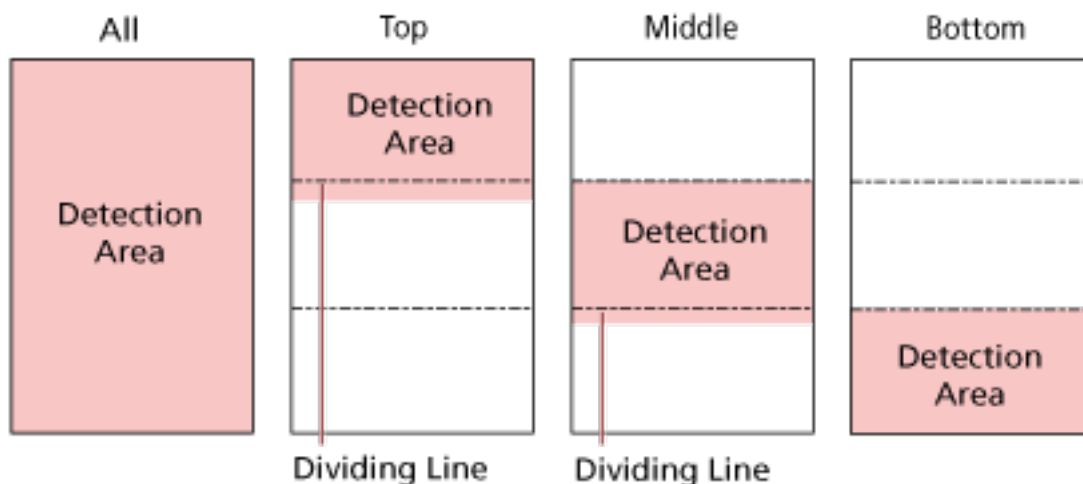 All
Top
Middle
Bottom
Detection
Area
Detection
Area
Detection
Area
Detection
Area
Dividing Line
Dividing Line